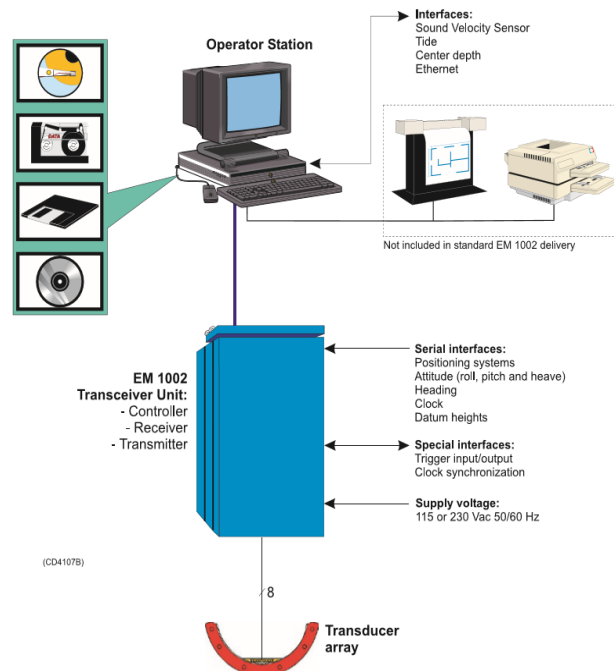 Operator Station
Interfaces:
Sound Velocity Sensor
Tide
Center depth
Ethernet
DATA
Not included in standard EM 1002 delivery
EM 1002
Transceiver Unit:
- Controller
- Receiver
- Transmitter
Serial interfaces:
Positioning systems
Attitude (roll, pitch and heave)
Heading
Clock
Datum heights
Special interfaces:
Trigger input/output
Clock synchronization
Supply voltage:
115 or 230 Vac 50/60 Hz
(CD4107B)
8
Transducer
array